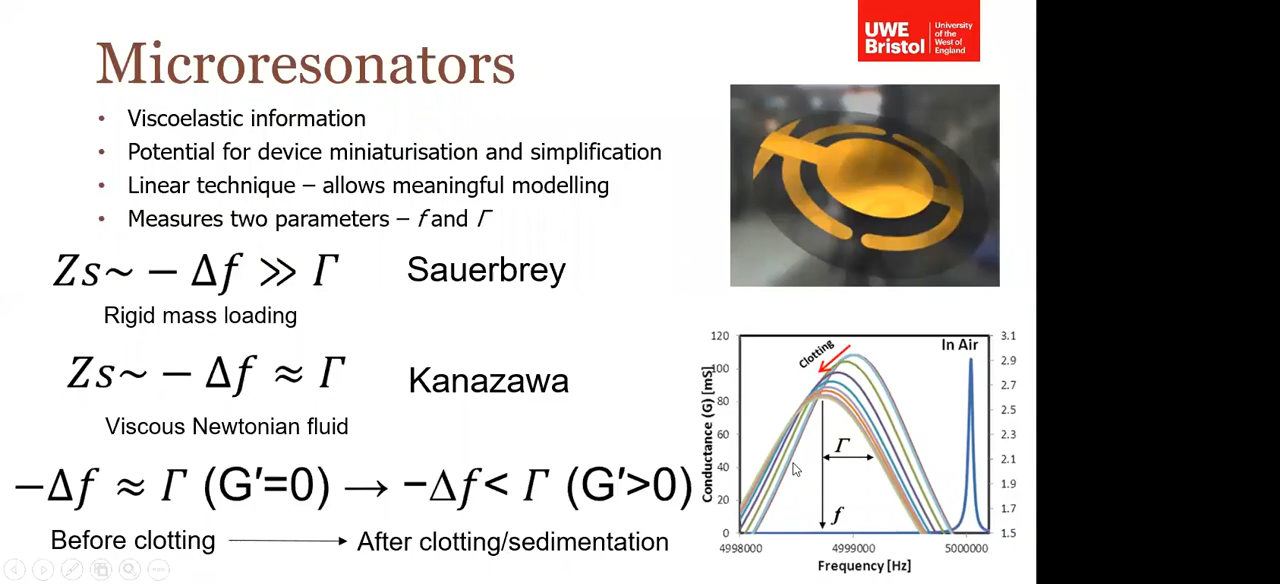 UWE Bristol
University of the West of England
Microresonators
• Viscoelastic information
• Potential for device miniaturisation and simplification
• Linear technique – allows meaningful modelling
• Measures two parameters – f and Γ
Zs~ − Δf ≫ Γ
Sauerbrey
Rigid mass loading
Zs~ − Δf ≈ Γ
Kanazawa
Viscous Newtonian fluid
−Δf ≈ Γ (G′=0) → −Δf< Γ (G′>0)
Before clotting
After clotting/sedimentation
In Air
Clotting
Γ
f
Conductance (G) [mS]
120
100
80
60
40
20
0
3.1
2.9
2.7
2.5
2.3
2.1
1.9
1.7
1.5
4998000 4999000 5000000
Frequency [Hz]